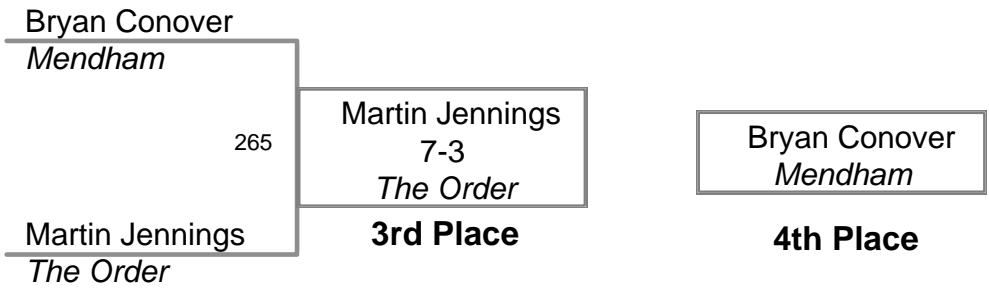 Bryan Conover
Mendham
265
Martin Jennings
The Order
Martin Jennings
7-3
The Order
3rd Place
Bryan Conover
Mendham
4th Place